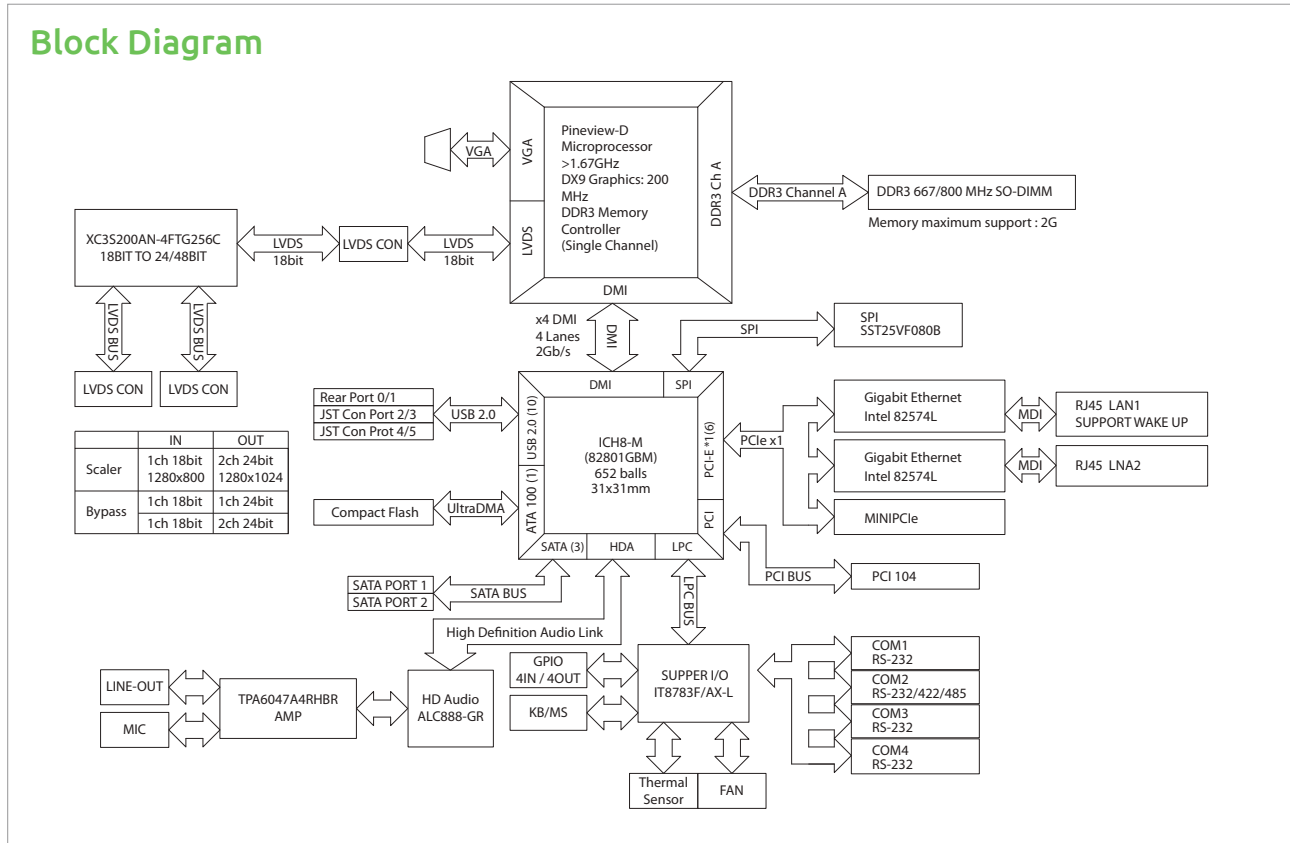 Block Diagram
VGA
VGA
Pineview-D
Microprocessor
>1.67GHz
DX9 Graphics: 200
MHz
DDR3 Memory
Controller
(Single Channel)
DDR3 Ch A
DDR3 Channel A
DDR3 667/800 MHz SO-DIMM
Memory maximum support : 2G
XC3S200AN-4FTG256C
18BIT TO 24/48BIT
LVDS
18bit
LVDS CON
LVDS
18bit
LVDS
DMI
LVDS BUS
LVDS BUS
LVDS CON
LVDS CON
x4 DMI
4 Lanes
2Gb/s
DMI
SPI
SPI
SST25VF080B
DMI
SPI
Rear Port 0/1
JST Con Port 2/3
JST Con Prot 4/5
USB 2.0
USB 2.0 (10)
ICH8-M
(82801GBM)
652 balls
31x31mm
PCI-E *1(6)
PCIe x1
Gigabit Ethernet
Intel 82574L
MDI
RJ45 LAN1
SUPPORT WAKE UP
Gigabit Ethernet
Intel 82574L
MDI
RJ45 LNA2
MINIPCIe
IN OUT
Scaler
1ch 18bit 2ch 24bit
1280x800 1280x1024
Bypass
1ch 18bit 1ch 24bit
1ch 18bit 2ch 24bit
Compact Flash
UltraDMA
ATA 100 (1)
PCI
SATA (3) HDA LPC
PCI BUS
PCI 104
SATA PORT 1
SATA PORT 2
SATA BUS
LPC BUS
High Definition Audio Link
GPIO
4IN / 4OUT
KB/MS
SUPPER I/O
IT8783F/AX-L
COM1
RS-232
COM2
RS-232/422/485
COM3
RS-232
COM4
RS-232
LINE-OUT
MIC
TPA6047A4RHBR
AMP
HD Audio
ALC888-GR
Thermal
Sensor
FAN